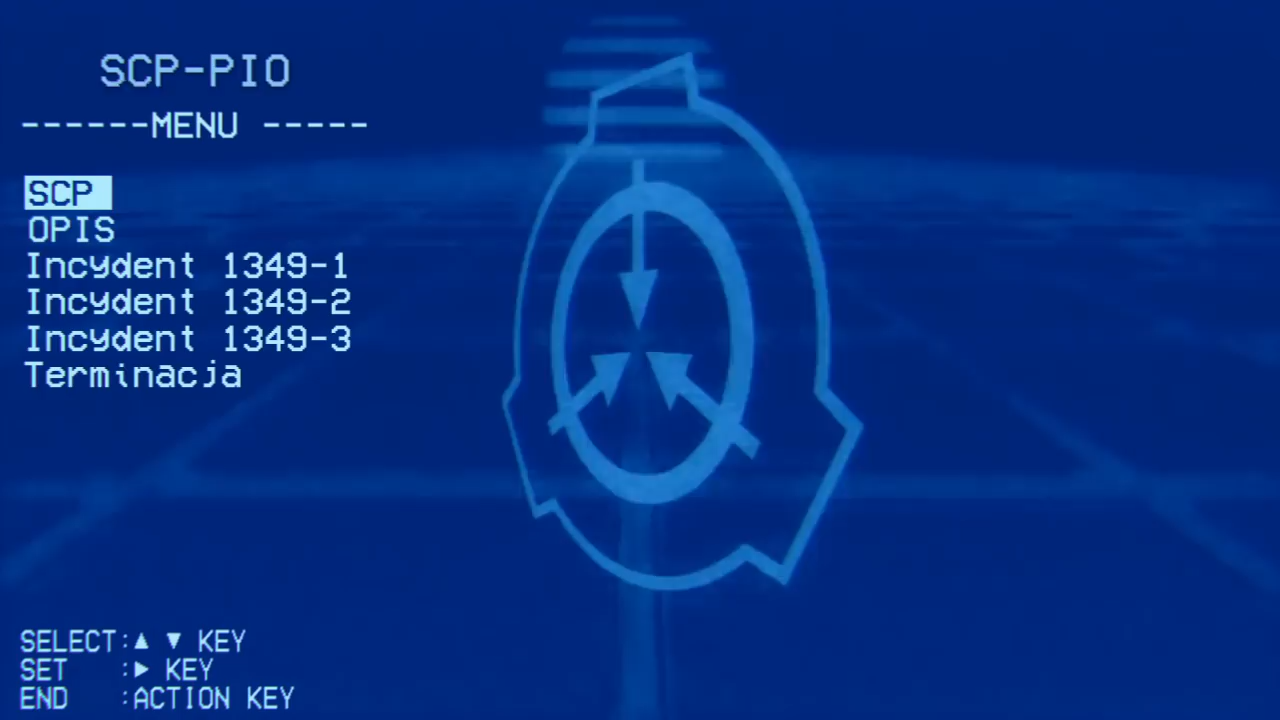 SCP-PIO
------MENU -----
SCP
OPIS
Incydent 1349-1
Incydent 1349-2
Incydent 1349-3
Terminacja
SELECT:▲ ▼ KEY
SET :► KEY
END :ACTION KEY